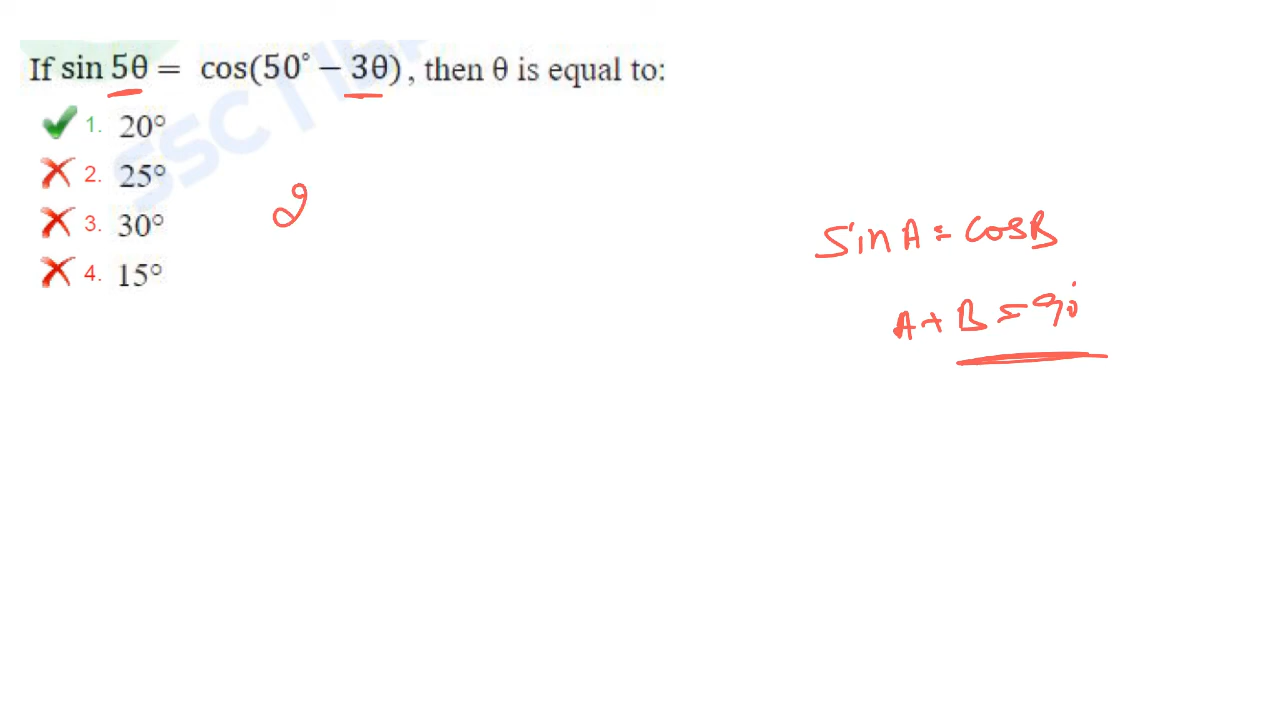 If sin 5θ = cos(50° − 3θ), then θ is equal to:
1. 20°
2. 25°
3. 30°
4. 15°
sin A = cos B
A + B = 90°